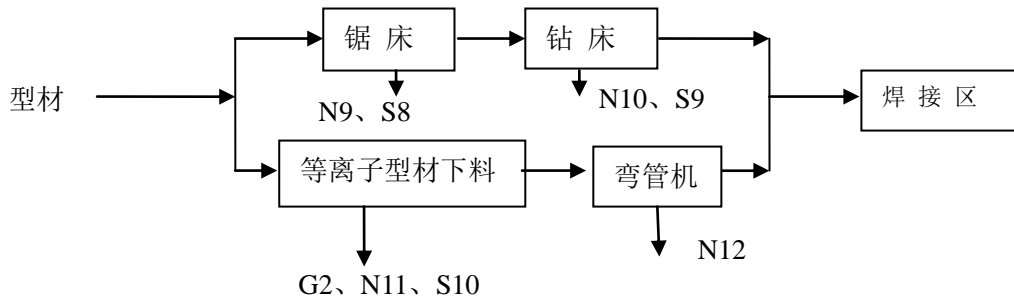 锯 床
钻 床
型材
焊 接 区
N9、S8
N10、S9
等离子型材下料
弯管机
N12
G2、N11、S10